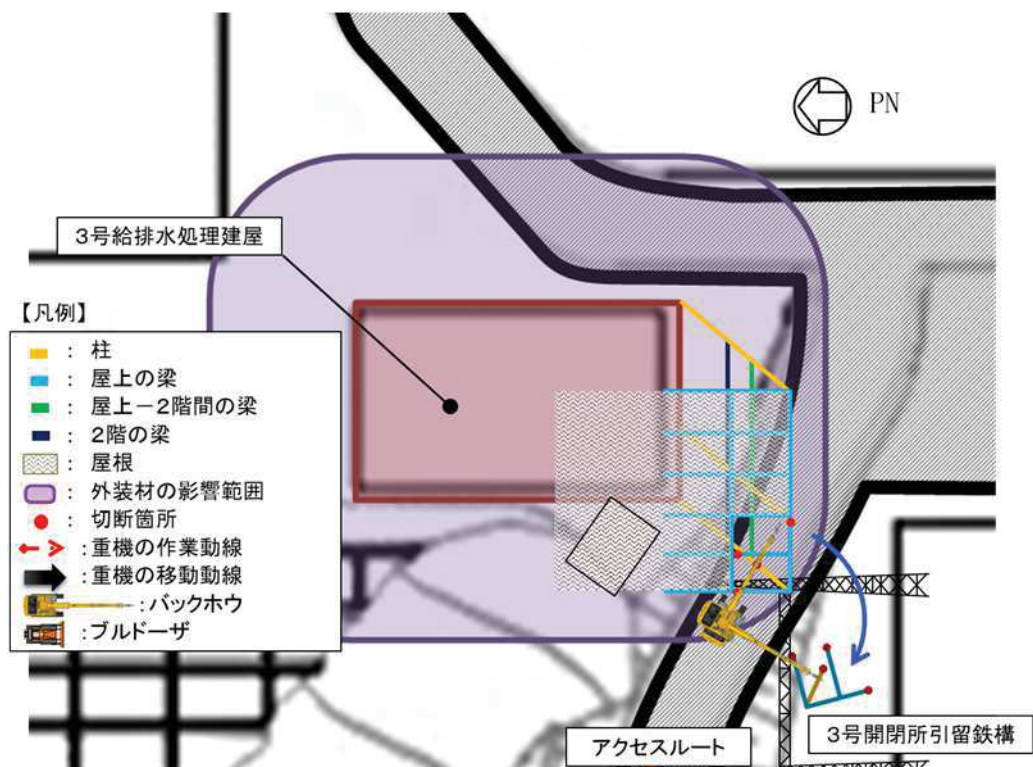 PN
3号給排水処理建屋
【凡例】
: 柱
: 屋上の梁
: 屋上－2階間の梁
: 2階の梁
: 屋根
: 外装材の影響範囲
: 切断箇所
: 重機の作業動線
: 重機の移動動線
: バックホウ
: ブルドーザ
アクセスルート
3号開閉所引留鉄構